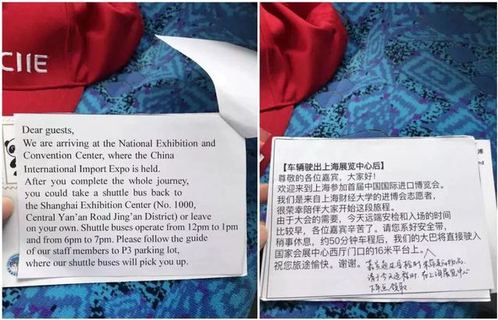 CIIE
Dear guests,
We are arriving at the National Exhibition and
Convention Center, where the China
International Import Expo is held.
After you complete the whole journey,
you could take a shuttle bus back to
the Shanghai Exhibition Center (No. 1000,
Central Yan'an Road Jing'an District) or leave
on your own. Shuttle buses operate from 12pm to 1pm
and from 6pm to 7pm. Please follow the guide
of our staff members to P3 parking lot,
where our shuttle buses will pick you up.
【车辆驶出上海展览中心后】
尊敬的各位嘉宾，大家好！
欢迎来到上海参加首届中国国际进口博览会。
我们是来自上海财经大学的进博会志愿者，
很荣幸陪伴大家开始这段旅程。
由于大会的需要，今天远端安检和入场的时间
比较早，各位嘉宾辛苦了。请您系好安全带，
稍事休息，约50分钟车程后，我们的大巴将直接驶入
国家会展中心西厅门口的16米平台上。
祝您旅途愉快。谢谢。